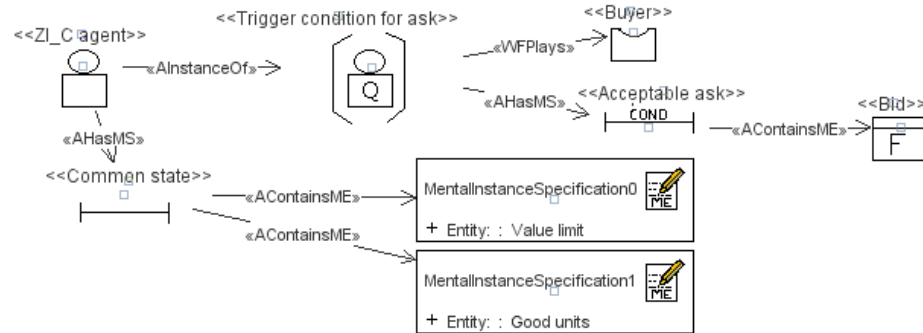 <<ZI_C agent>>
<<Trigger condition for ask>>
<<Buyer>>
«AInstanceOf»
«WFPlays»
Q
«AHasMS»
<<Acceptable ask>>
COND
<<Bid>>
«AContainsME»
F
«AHasMS»
<<Common state>>
«AContainsME»
MentalInstanceSpecification0
ME
+ Entity: : Value limit
«AContainsME»
MentalInstanceSpecification1
ME
+ Entity: : Good units